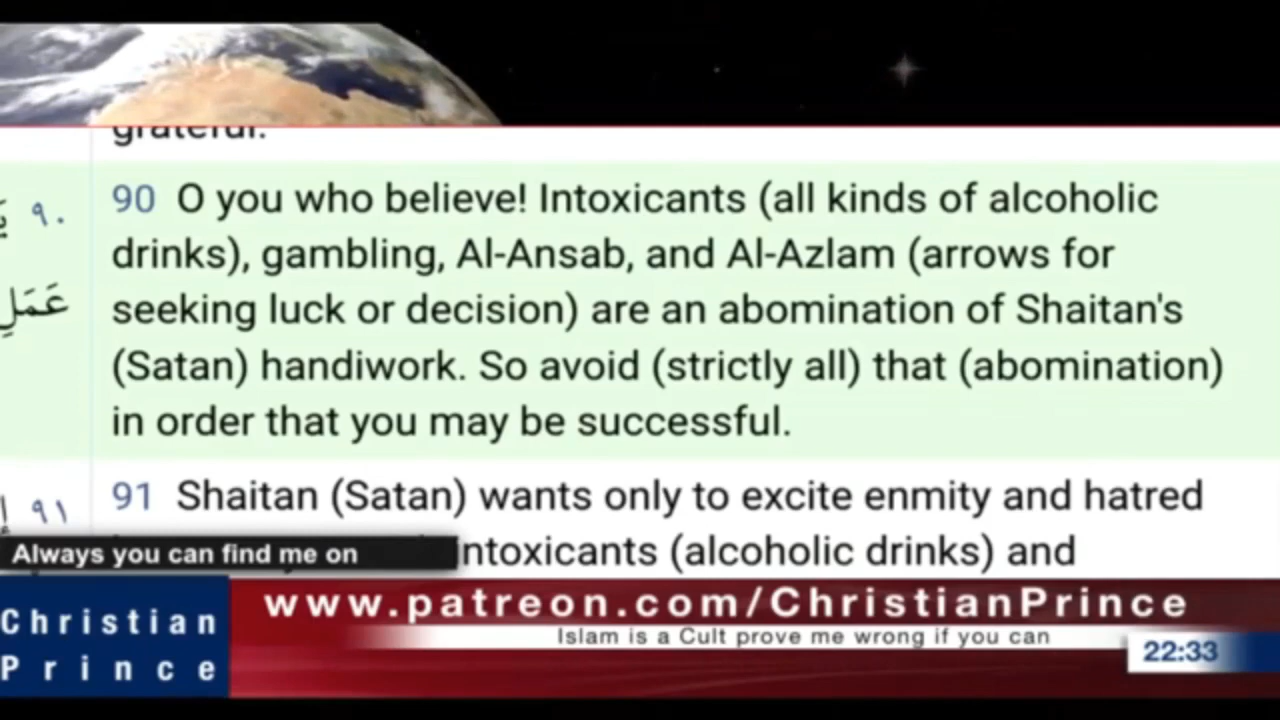 grateful.
٩٠
90 O you who believe! Intoxicants (all kinds of alcoholic
drinks), gambling, Al-Ansab, and Al-Azlam (arrows for
عَمَلِ
seeking luck or decision) are an abomination of Shaitan's
(Satan) handiwork. So avoid (strictly all) that (abomination)
in order that you may be successful.
٩١
91 Shaitan (Satan) wants only to excite enmity and hatred
intoxicants (alcoholic drinks) and
Always you can find me on
www.patreon.com/ChristianPrince
Islam is a Cult prove me wrong if you can
Christian
Prince
22:33